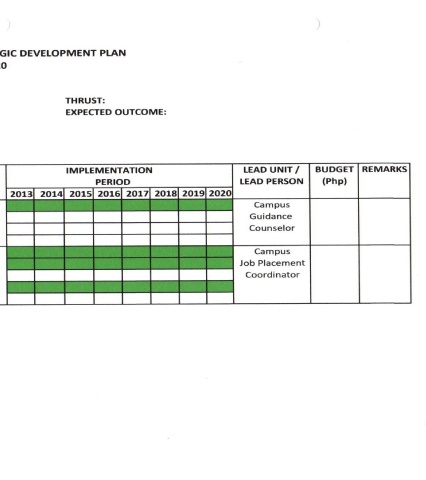 GIC DEVELOPMENT PLAN
0
THRUST:
EXPECTED OUTCOME:
IMPLEMENTATION PERIOD
LEAD UNIT / LEAD PERSON
BUDGET (Php)
REMARKS
2013 2014 2015 2016 2017 2018 2019 2020
Campus
Guidance
Counselor
Campus
Job Placement
Coordinator